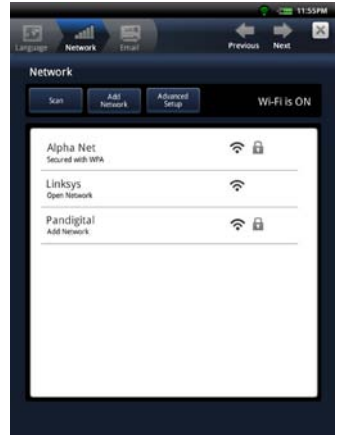 11:55PM
Language Network Email Previous Next
Network
Scan Add Network Advanced Setup Wi-Fi is ON
Alpha Net
Secured with WPA
Linksys
Open Network
Pandigital
Add Network